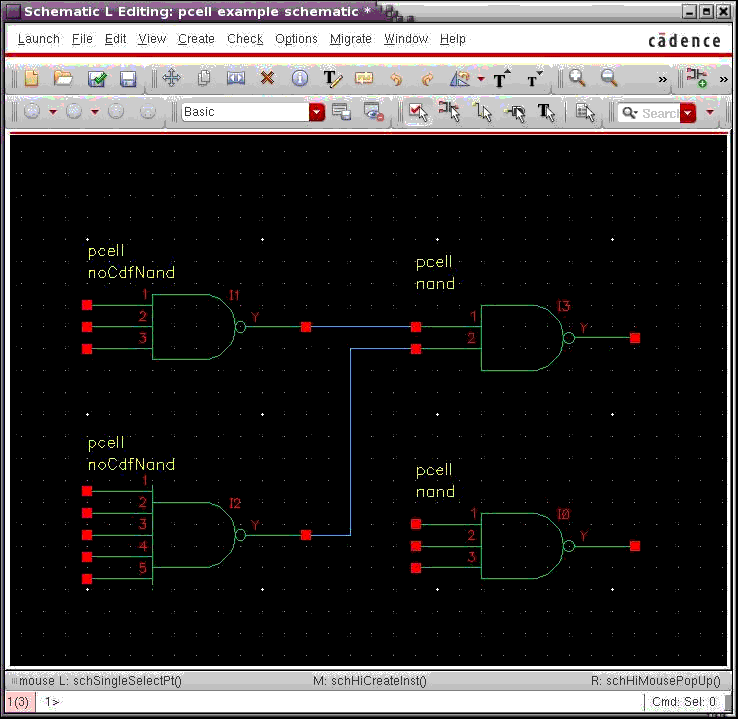 Schematic L Editing: pcell example schematic *
Launch File Edit View Create Check Options Migrate Window Help
cādence
T T T »
»
Basic
T
Search
pcell
noCdfNand
I1
1
2
3
Y
pcell
nand
I3
1
2
Y
pcell
noCdfNand
I2
1
2
3
4
5
Y
pcell
nand
I0
1
2
3
Y
mouse L: schSingleSelectPt() M: schHiCreateInst() R: schHiMousePopUp()
1(3) 1> Cmd: Sel: 0